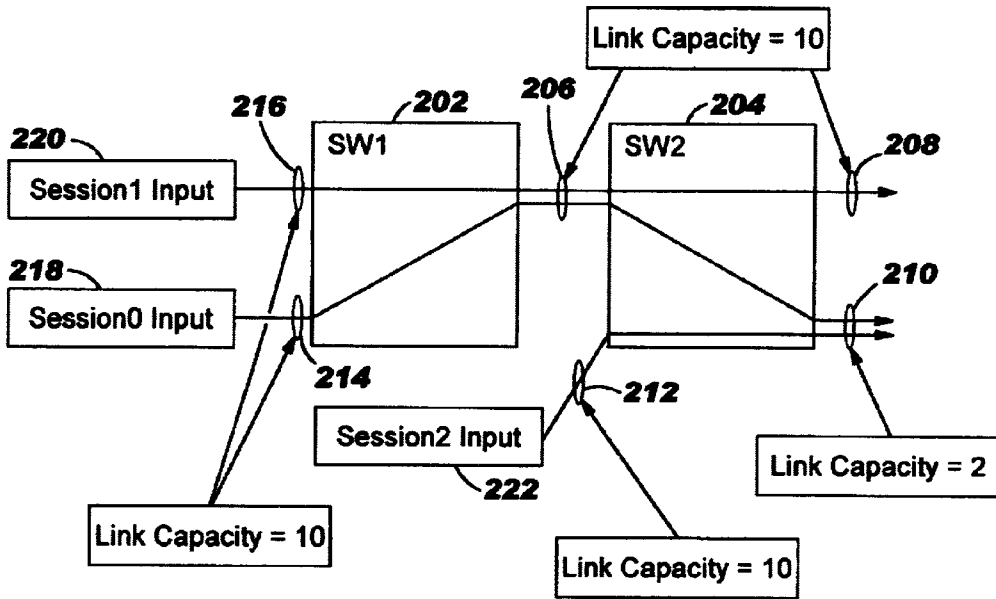 Link Capacity = 10
206
202
204
216
208
220
SW1
SW2
Session1 Input
218
210
Session0 Input
214
212
Session2 Input
222
Link Capacity = 2
Link Capacity = 10
Link Capacity = 10